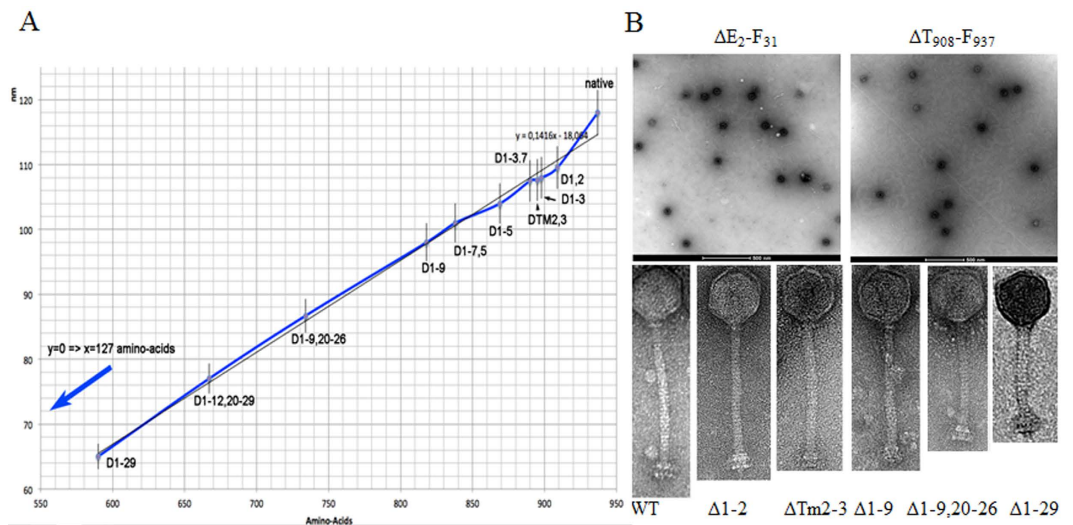 A
B
ΔE2-F31
ΔT908-F937
nm
native
120
y = 0,1416x - 18,0
D1-3.7
110
D1,2
D1-3
DTM2,3
D1-5
100
D1-7,5
D1-9
90
D1-9,20-26
80
y=0 => x=127 amino-acids
D1-12,20-29
70
D1-29
60
550 600 650 700 750 800 850 900 950
Amino-Acids
500 nm
500 nm
WT Δ1-2 ΔTm2-3 Δ1-9 Δ1-9,20-26 Δ1-29